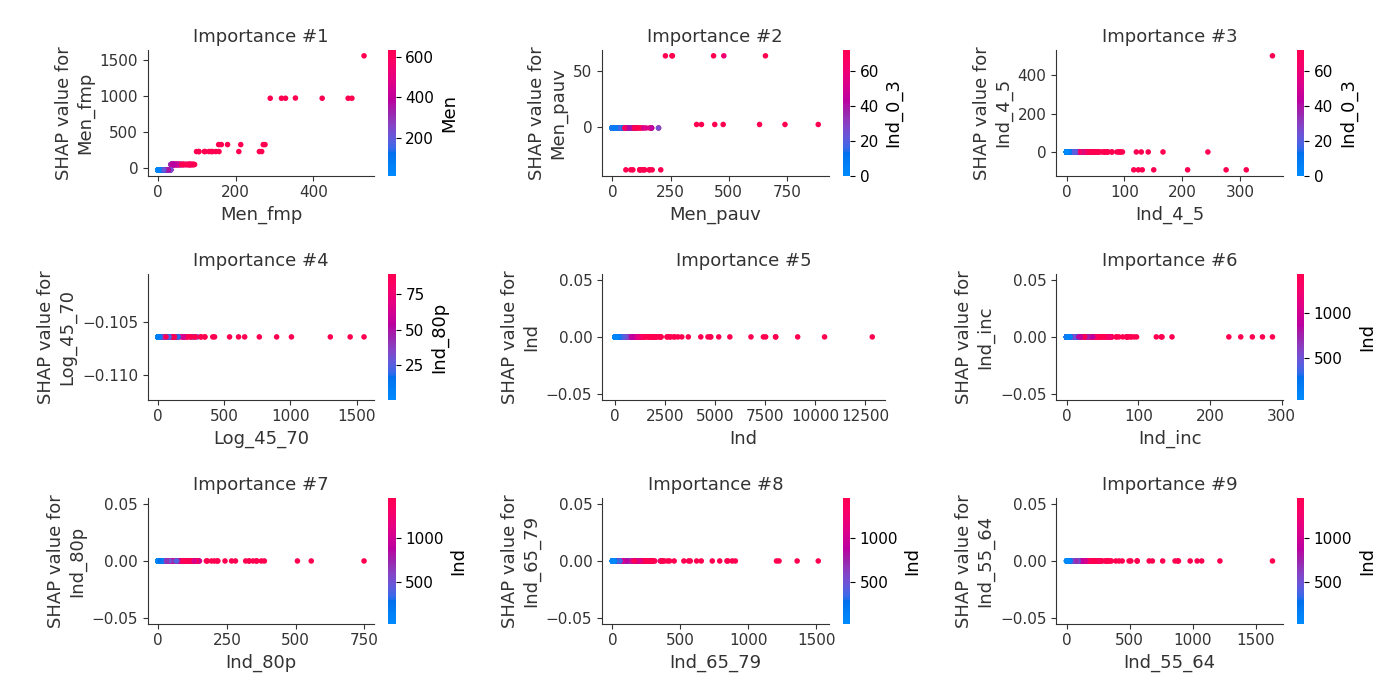 Importance #1
SHAP value for
Men_fmp
1500
1000
500
0
0
200
400
Men_fmp
600
400
200
Men
Importance #2
SHAP value for
Men_pauv
50
0
0
250
500
750
Men_pauv
60
40
20
0
Ind_0_3
Importance #3
SHAP value for
Ind_4_5
400
200
0
0
100
200
300
Ind_4_5
60
40
20
0
Ind_0_3
Importance #4
SHAP value for
Log_45_70
−0.105
−0.110
0
500
1000
1500
Log_45_70
75
50
25
Ind_80p
Importance #5
SHAP value for
Ind
0.05
0.00
−0.05
0
2500
5000
7500
10000
12500
Ind
Importance #6
SHAP value for
Ind_inc
0.05
0.00
−0.05
0
100
200
300
Ind_inc
1000
500
Ind
Importance #7
SHAP value for
Ind_80p
0.05
0.00
−0.05
0
250
500
750
Ind_80p
1000
500
Ind
Importance #8
SHAP value for
Ind_65_79
0.05
0.00
−0.05
0
500
1000
1500
Ind_65_79
1000
500
Ind
Importance #9
SHAP value for
Ind_55_64
0.05
0.00
−0.05
0
500
1000
1500
Ind_55_64
1000
500
Ind